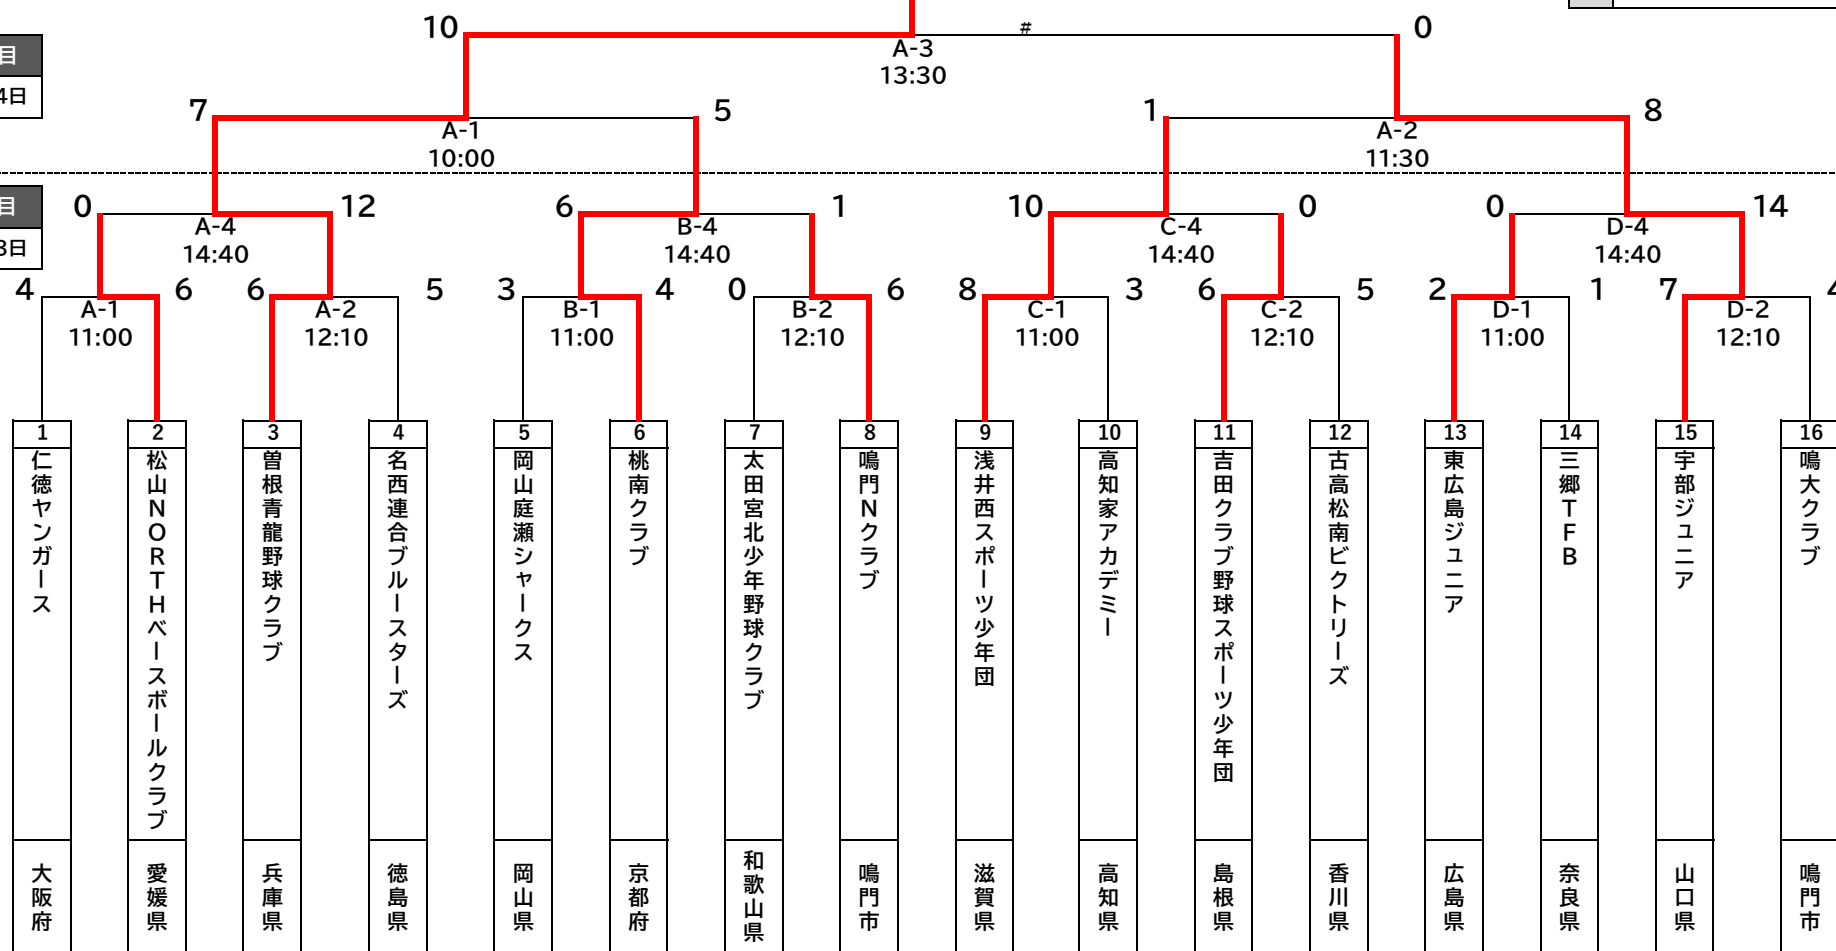 10
#
0
目
A-3
13:30
4日
7
5
1
8
A-1
10:00
A-2
11:30
目
0
12
6
1
10
0
0
14
A-4
14:40
B-4
14:40
C-4
14:40
D-4
14:40
3日
4
6
6
5
3
4
0
6
8
3
6
5
2
1
7
4
A-1
11:00
A-2
12:10
B-1
11:00
B-2
12:10
C-1
11:00
C-2
12:10
D-1
11:00
D-2
12:10
1
仁徳ヤンガース
大阪府
2
松山NORTHベースボールクラブ
愛媛県
3
曽根青龍野球クラブ
兵庫県
4
名西連合ブルースターズ
徳島県
5
岡山庭瀬シャークス
岡山県
6
桃南クラブ
京都府
7
太田宮北少年野球クラブ
和歌山県
8
鳴門Nクラブ
鳴門市
9
浅井西スポーツ少年団
滋賀県
10
高知家アカデミー
高知県
11
吉田クラブ野球スポーツ少年団
島根県
12
古高松南ビクトリーズ
香川県
13
東広島ジュニア
広島県
14
三郷TFB
奈良県
15
宇部ジュニア
山口県
16
鳴大クラブ
鳴門市